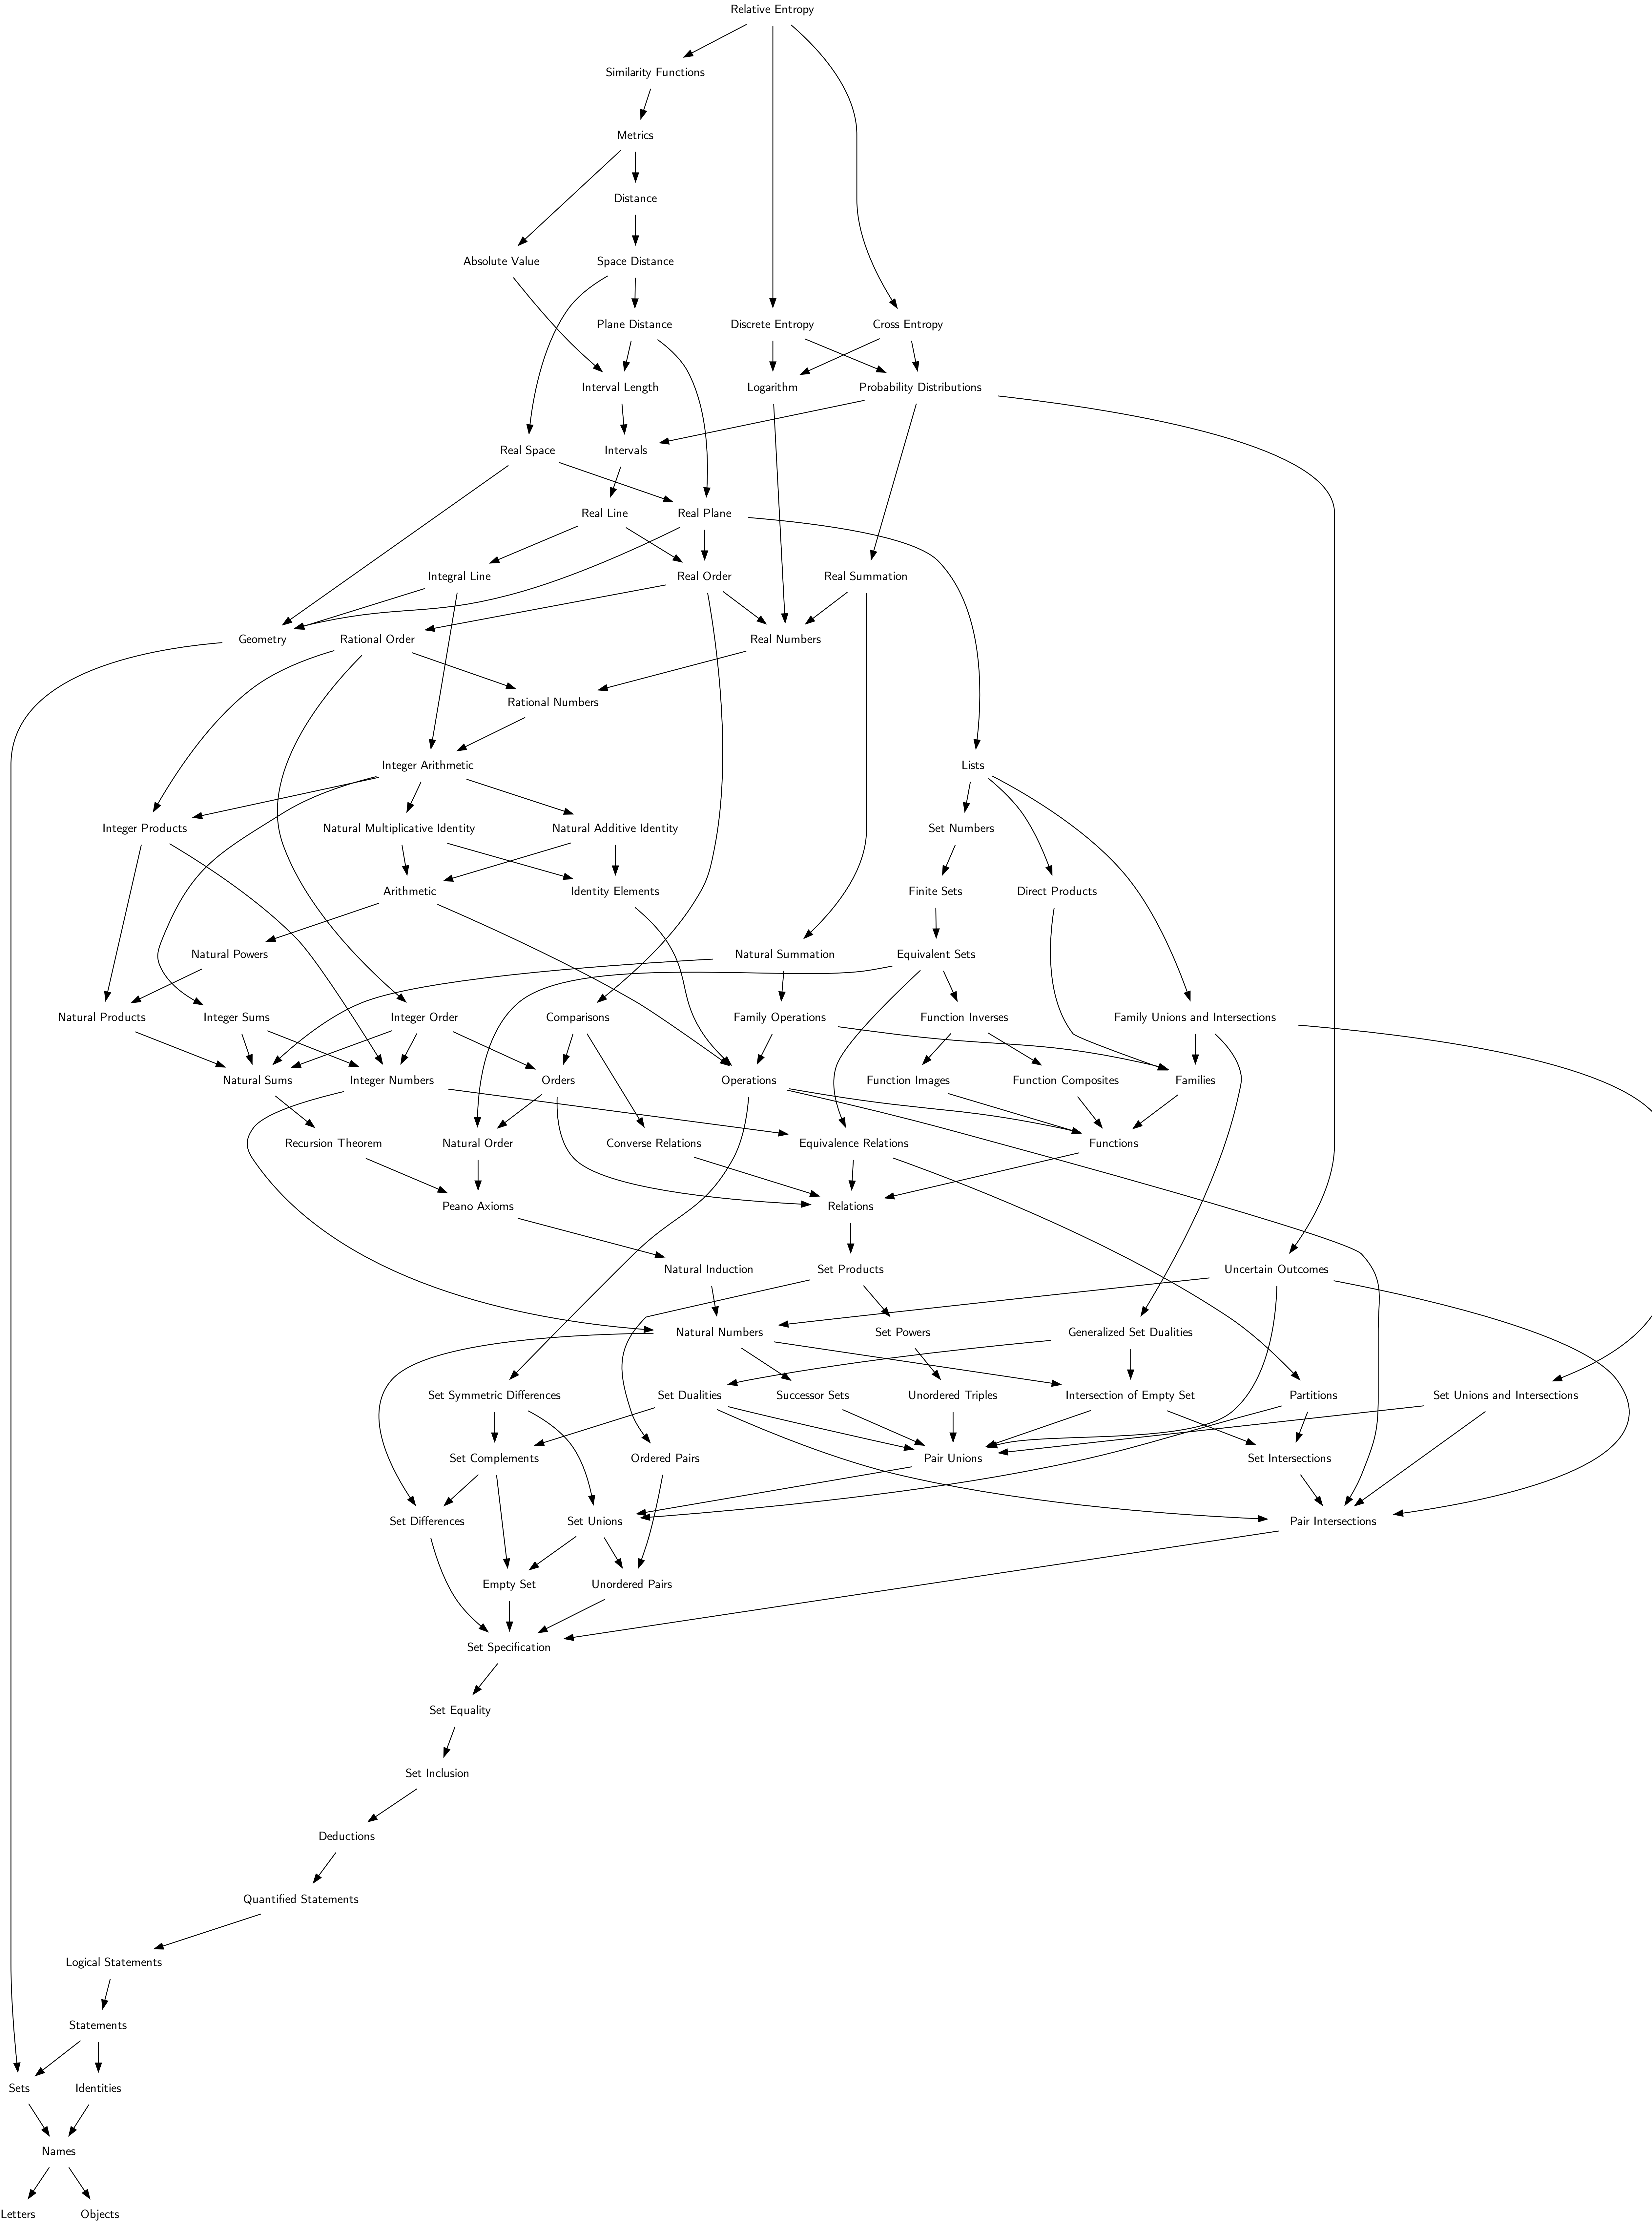 Relative Entropy
Similarity Functions
Metrics
Distance
Absolute Value
Space Distance
Plane Distance
Discrete Entropy
Cross Entropy
Interval Length
Logarithm
Probability Distributions
Real Space
Intervals
Real Line
Real Plane
Integral Line
Real Order
Real Summation
Geometry
Rational Order
Real Numbers
Rational Numbers
Integer Arithmetic
Lists
Integer Products
Natural Multiplicative Identity
Natural Additive Identity
Set Numbers
Arithmetic
Identity Elements
Finite Sets
Direct Products
Natural Powers
Natural Summation
Equivalent Sets
Natural Products
Integer Sums
Integer Order
Comparisons
Family Operations
Function Inverses
Family Unions and Intersections
Natural Sums
Integer Numbers
Orders
Operations
Function Images
Function Composites
Families
Recursion Theorem
Natural Order
Converse Relations
Equivalence Relations
Functions
Peano Axioms
Relations
Natural Induction
Set Products
Uncertain Outcomes
Natural Numbers
Set Powers
Generalized Set Dualities
Set Symmetric Differences
Set Dualities
Successor Sets
Unordered Triples
Intersection of Empty Set
Partitions
Set Unions and Intersections
Set Complements
Ordered Pairs
Pair Unions
Set Intersections
Set Differences
Set Unions
Pair Intersections
Empty Set
Unordered Pairs
Set Specification
Set Equality
Set Inclusion
Deductions
Quantified Statements
Logical Statements
Statements
Sets
Identities
Names
Letters
Objects